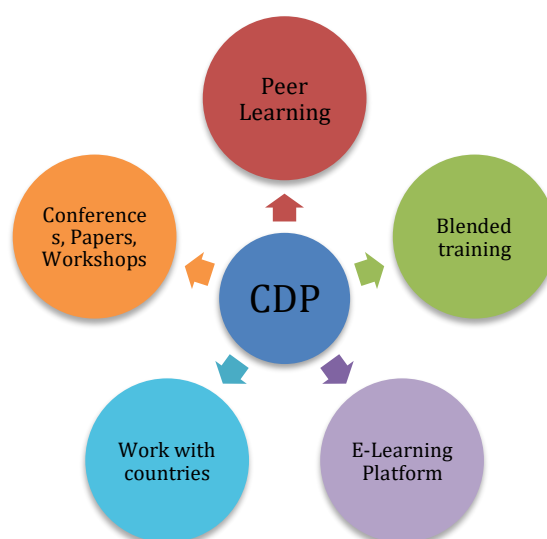 Peer
Learning
Conference
s, Papers,
Workshops
Blended
training
CDP
Work with
countries
E-Learning
Platform